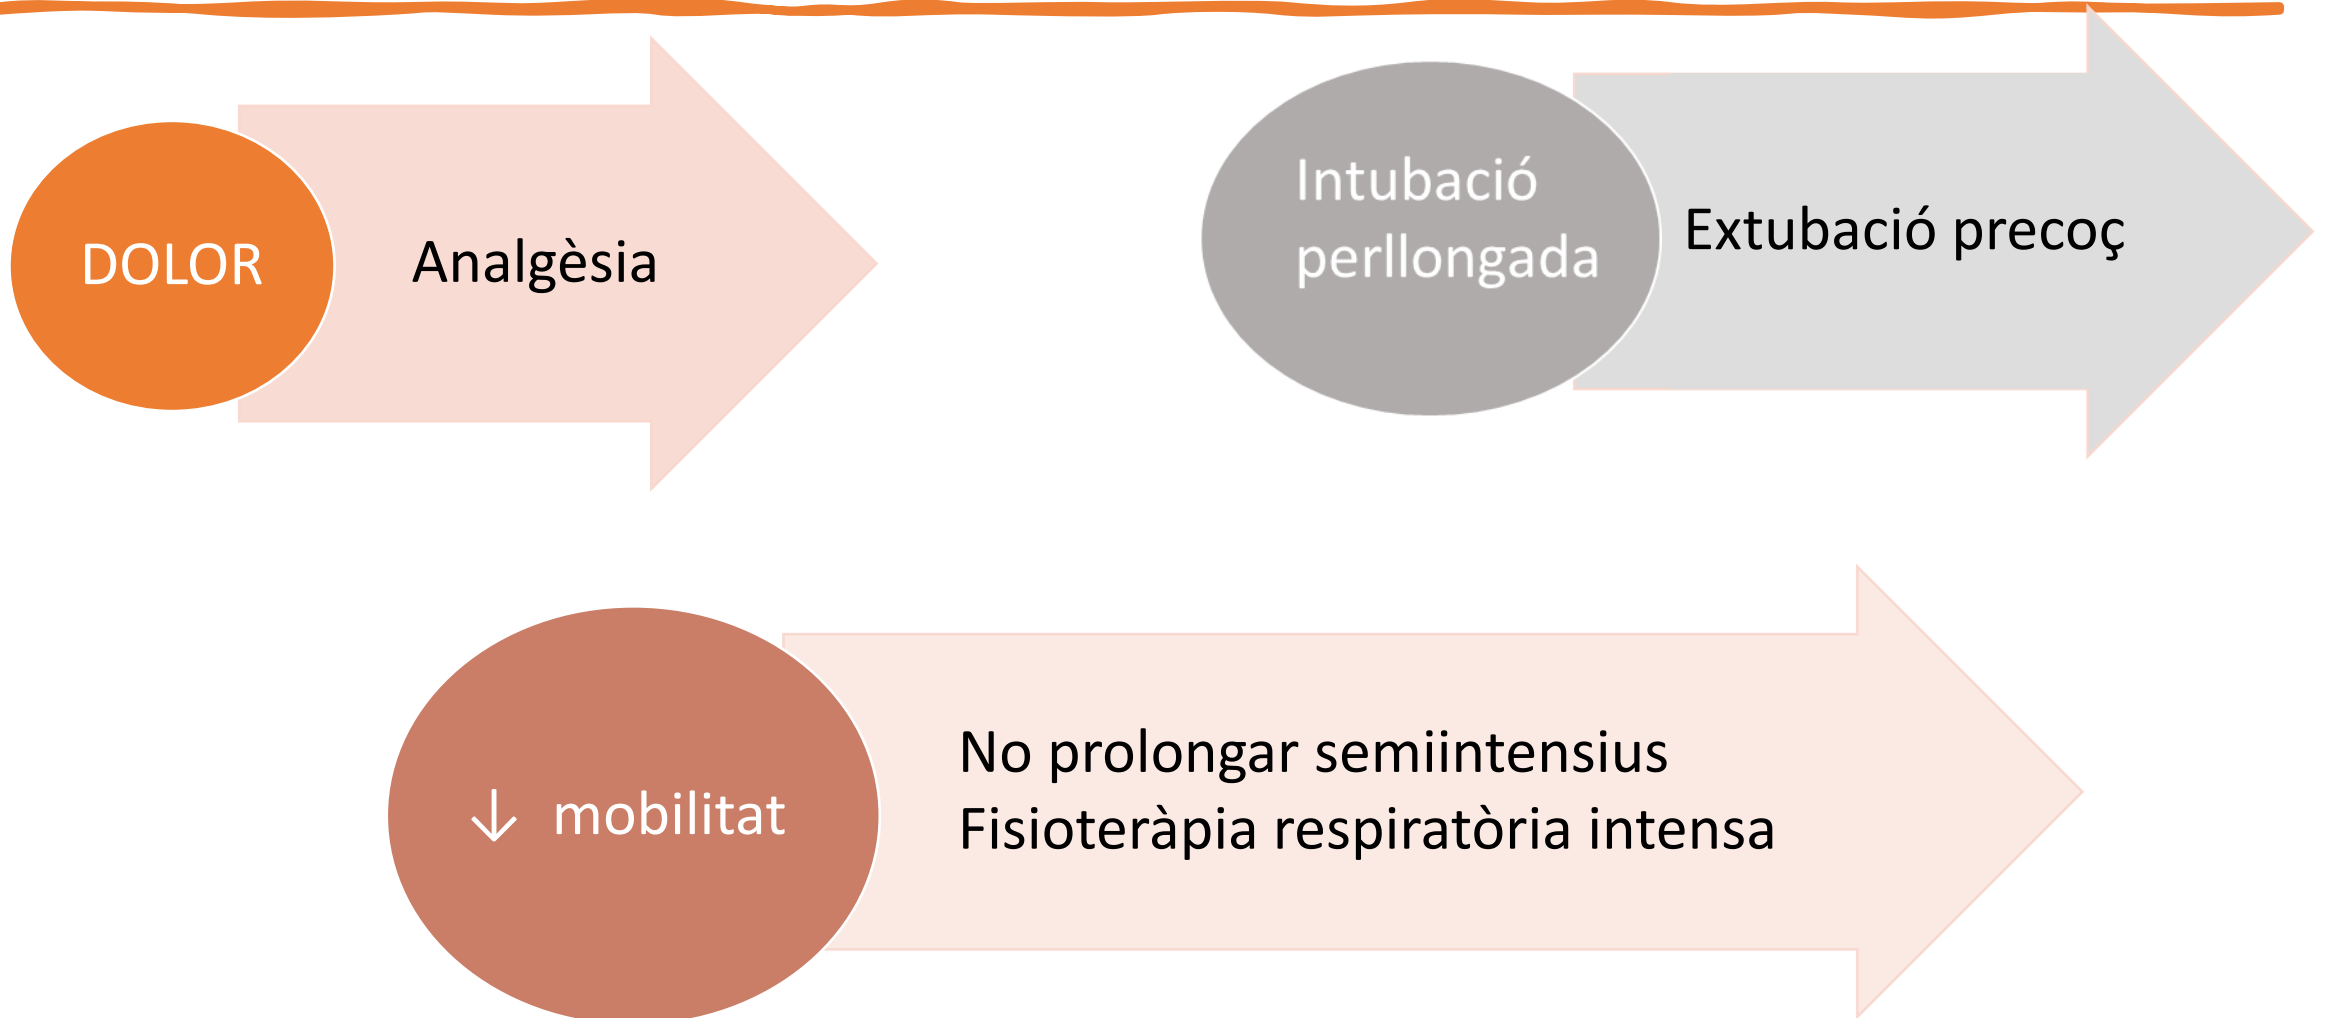 DOLOR
Analgèsia
Intubació
perllongada
Extubació precoç
↓ mobilitat
No prolongar semiintensius
Fisioteràpia respiratòria intensa